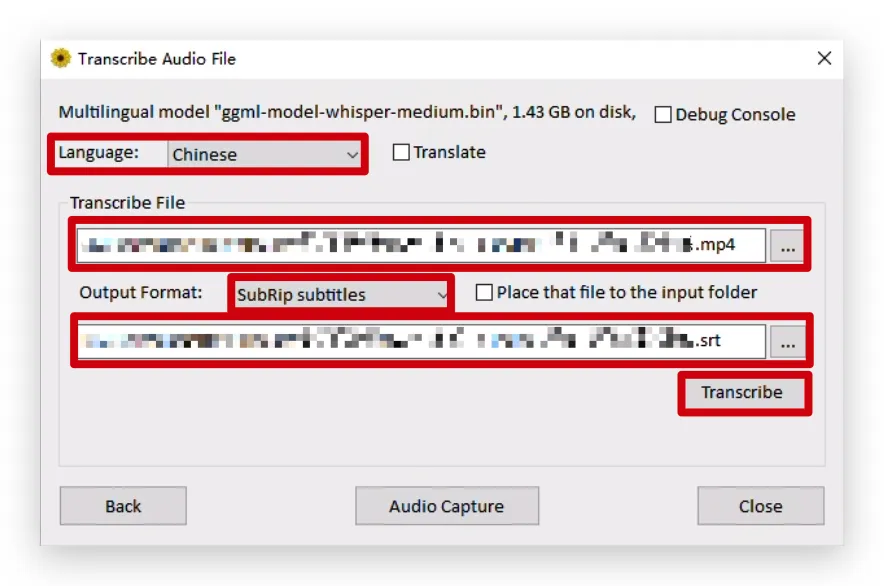 Transcribe Audio File
Multilingual model "ggml-model-whisper-medium.bin", 1.43 GB on disk,
Debug Console
Language: Chinese
Translate
Transcribe File
.mp4 ...
Output Format: SubRip subtitles
Place that file to the input folder
.srt ...
Transcribe
Back
Audio Capture
Close